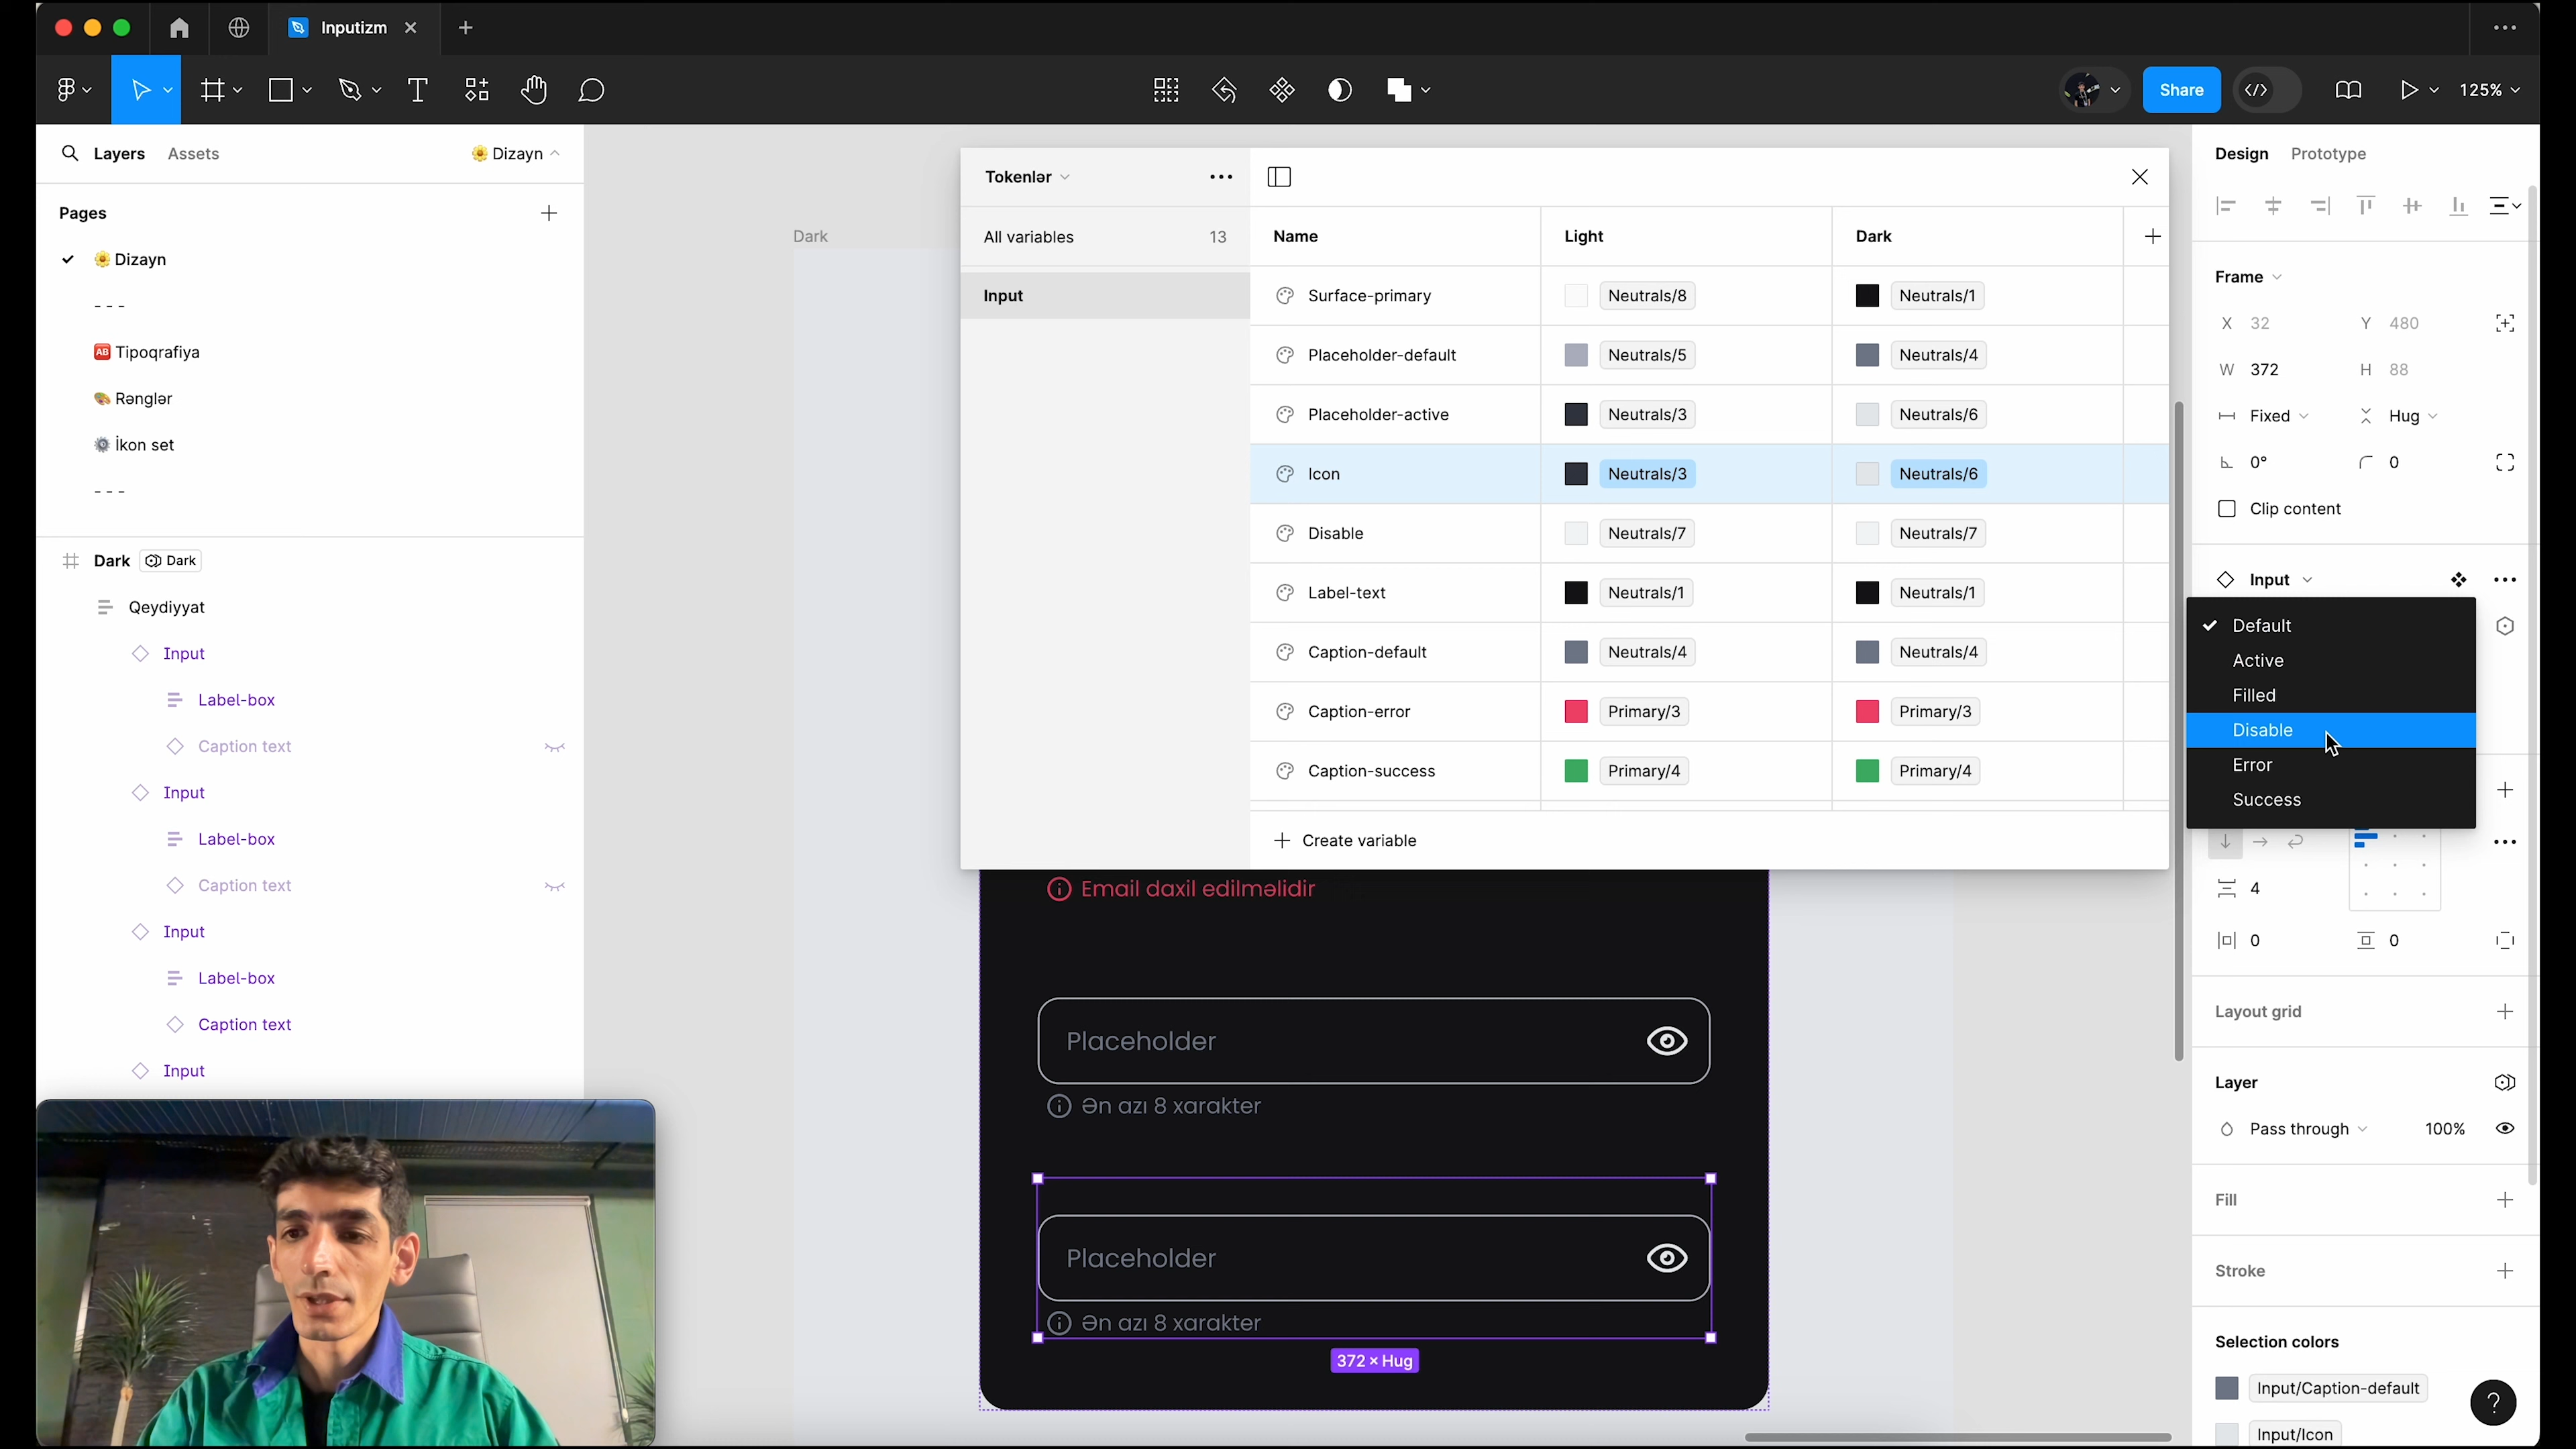 Inputizm
Share
125%
Layers
Assets
🌼 Dizayn
Pages
🌼 Dizayn
- - -
🆎 Tipoqrafiya
🎨 Rənglər
⚙️ İkon set
- - -
Dark
Dark
Qeydiyyat
Input
Label-box
Caption text
Input
Label-box
Caption text
Input
Label-box
Caption text
Input
Dark
Tokenlər
All variables 13
Input
Name Light Dark
Surface-primary Neutrals/8 Neutrals/1
Placeholder-default Neutrals/5 Neutrals/4
Placeholder-active Neutrals/3 Neutrals/6
Icon Neutrals/3 Neutrals/6
Disable Neutrals/7 Neutrals/7
Label-text Neutrals/1 Neutrals/1
Caption-default Neutrals/4 Neutrals/4
Caption-error Primary/3 Primary/3
Caption-success Primary/4 Primary/4
Create variable
Email daxil edilməlidir
Placeholder
Ən azı 8 xarakter
Placeholder
Ən azı 8 xarakter
372 × Hug
Design
Prototype
Frame
X 32 Y 480
W 372 H 88
Fixed Hug
0° 0
Clip content
Input
Default
Active
Filled
Disable
Error
Success
4
0 0
Layout grid
Layer
Pass through 100%
Fill
Stroke
Selection colors
Input/Caption-default
Input/Icon
?